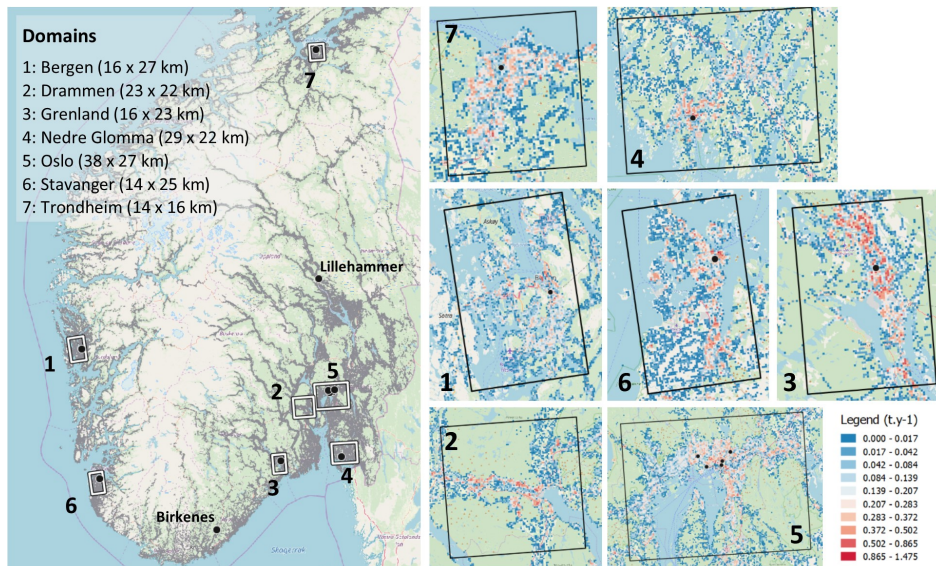 Domains
1: Bergen (16 x 27 km)
2: Drammen (23 x 22 km)
3: Grenland (16 x 23 km)
4: Nedre Glomma (29 x 22 km)
5: Oslo (38 x 27 km)
6: Stavanger (14 x 25 km)
7: Trondheim (14 x 16 km)
7
Lillehammer
1
5
2
3
4
6
Birkenes
Skagerrak
7
4
Askøy
1
6
3
2
5
Legend (t.y-1)
0.000 - 0.017
0.017 - 0.042
0.042 - 0.084
0.084 - 0.139
0.139 - 0.207
0.207 - 0.283
0.283 - 0.372
0.372 - 0.502
0.502 - 0.865
0.865 - 1.475